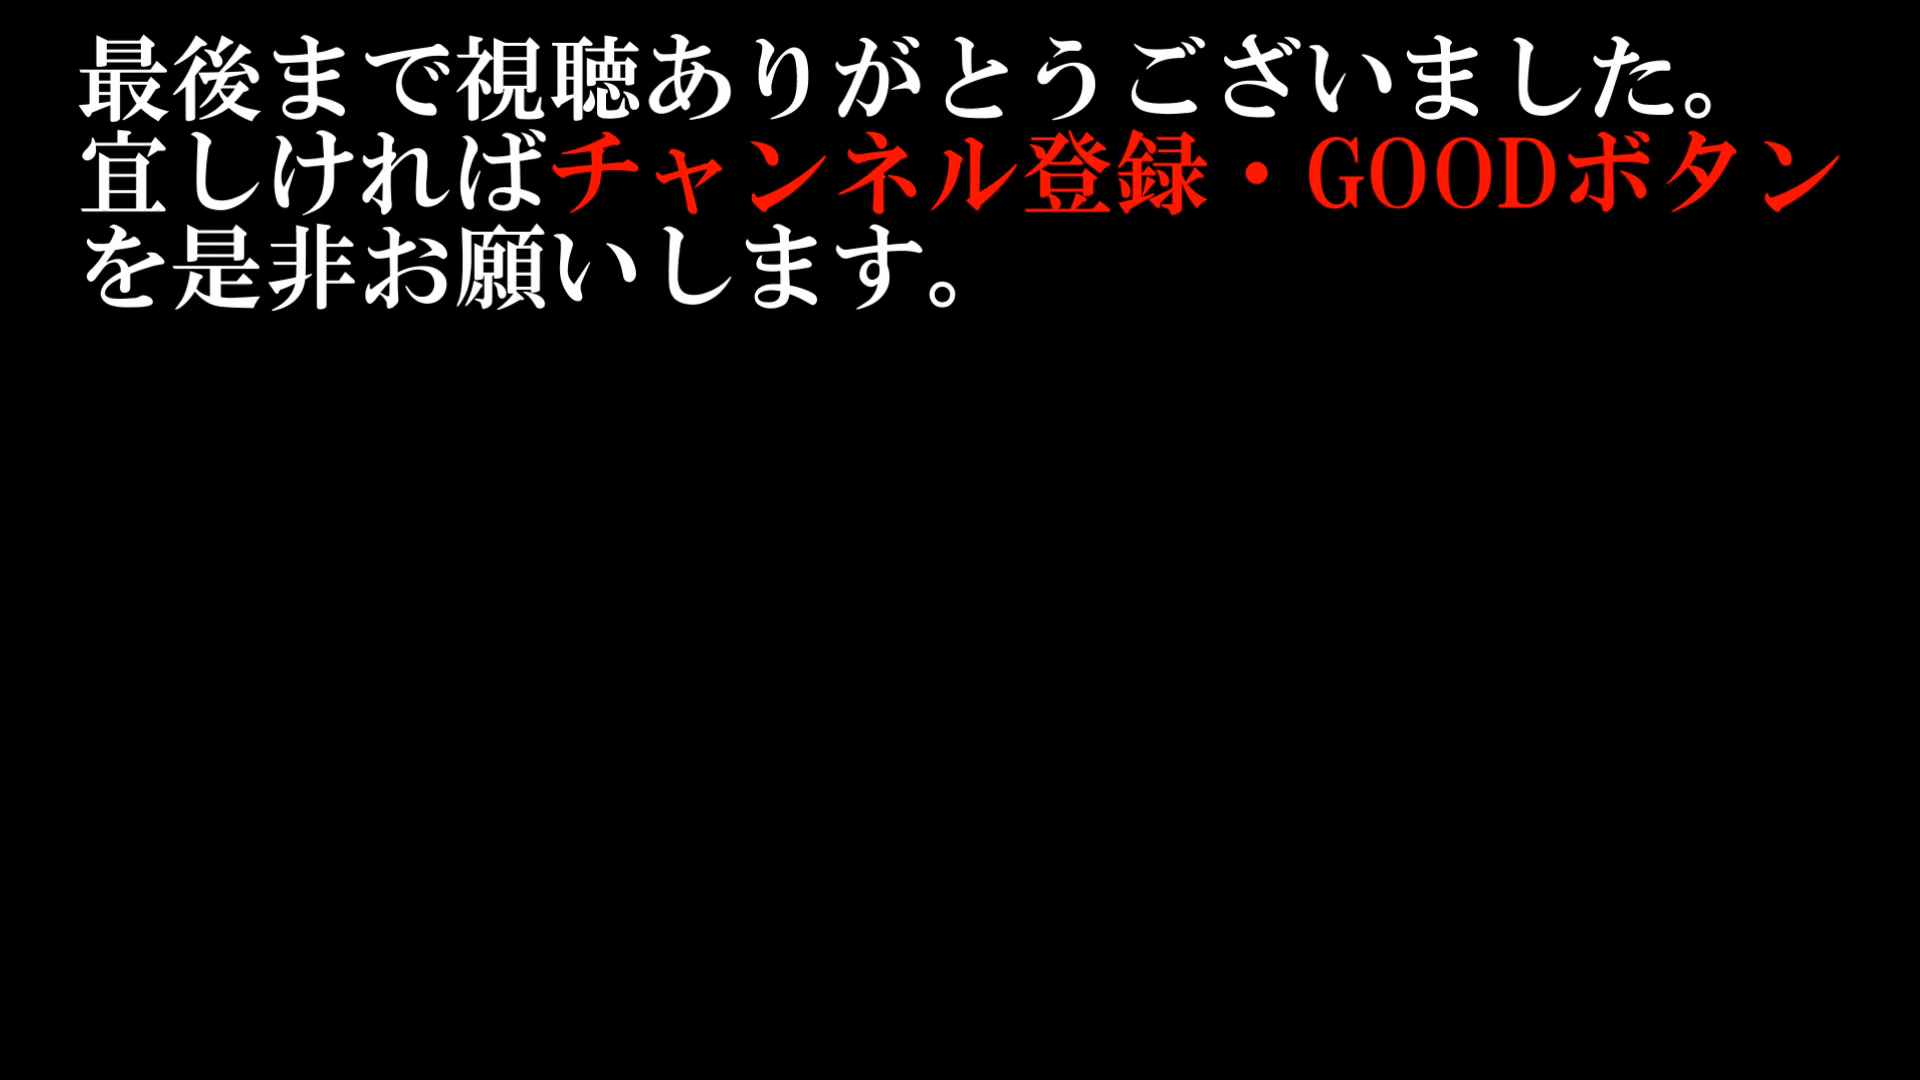 最後まで視聴ありがとうございました。
宜しければチャンネル登録・GOODボタン
を是非お願いします。